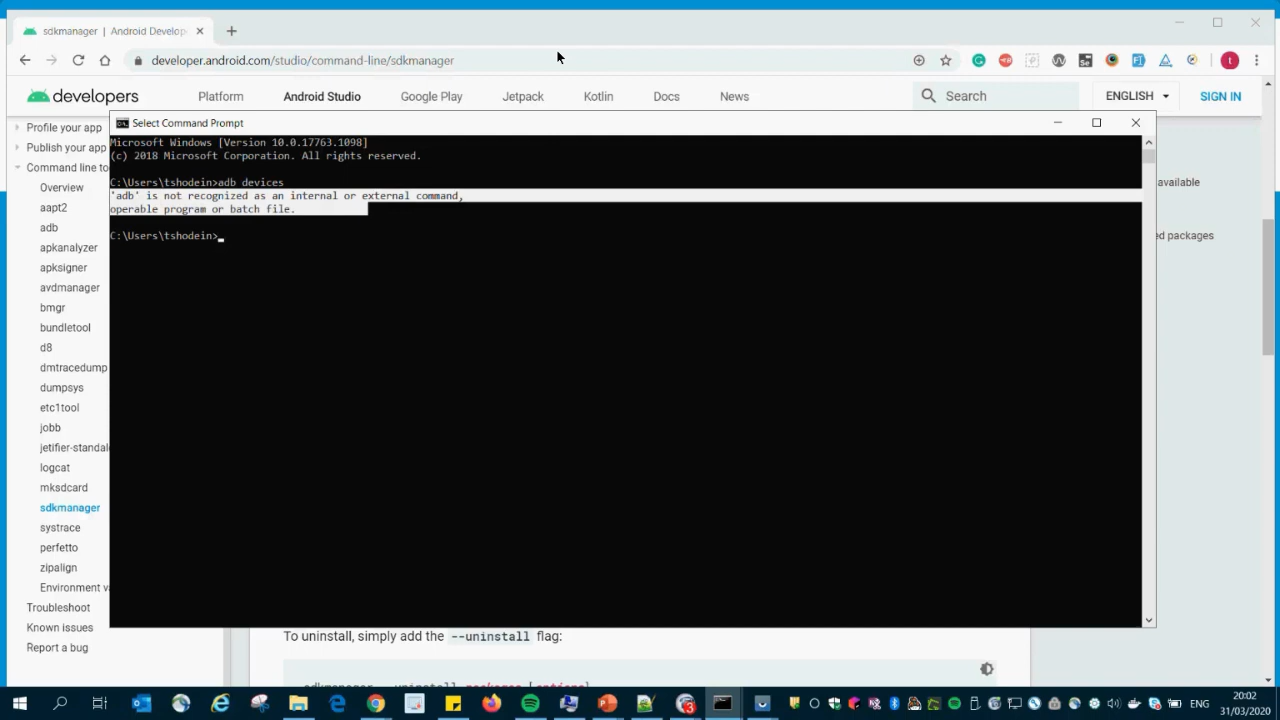 sdkmanager | Android Develop
developer.android.com/studio/command-line/sdkmanager
t
developers
Platform
Android Studio
Google Play
Jetpack
Kotlin
Docs
News
Search
ENGLISH
SIGN IN
Profile your app
Publish your app
Command line to
Overview
aapt2
adb
apkanalyzer
apksigner
avdmanager
bmgr
bundletool
d8
dmtracedump
dumpsys
etc1tool
jobb
jetifier-standal
logcat
mksdcard
sdkmanager
systrace
perfetto
zipalign
Environment v
Troubleshoot
Known issues
Report a bug
Select Command Prompt
Microsoft Windows [Version 10.0.17763.1098]
(c) 2018 Microsoft Corporation. All rights reserved.
C:\Users\tshodein>adb devices
'adb' is not recognized as an internal or external command,
operable program or batch file.
C:\Users\tshodein>
available
ed packages
To uninstall, simply add the --uninstall flag:
sdkmanager --uninstall packages [options]
ENG
20:02
31/03/2020